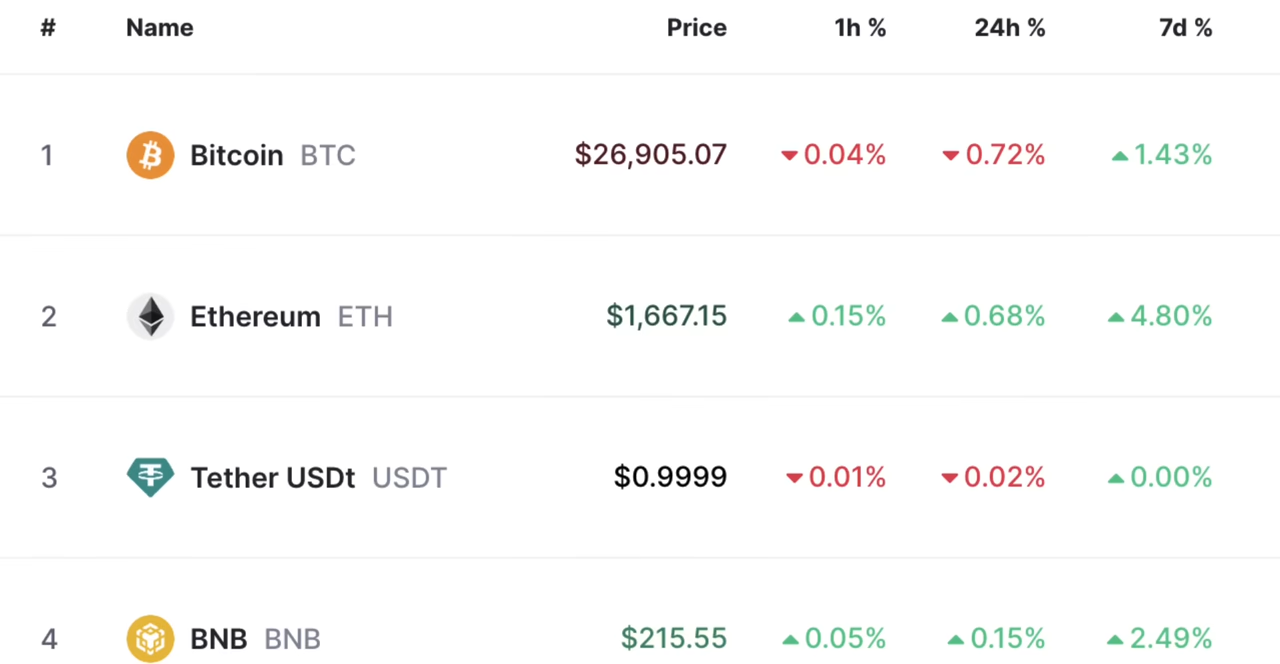 # Name Price 1h % 24h % 7d %
1 Bitcoin BTC $26,905.07 0.04% 0.72% 1.43%
2 Ethereum ETH $1,667.15 0.15% 0.68% 4.80%
3 Tether USDt USDT $0.9999 0.01% 0.02% 0.00%
4 BNB BNB $215.55 0.05% 0.15% 2.49%